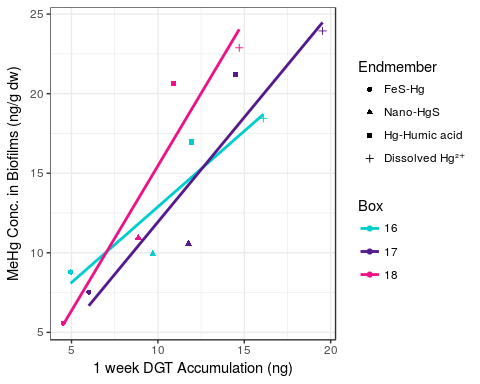 25
20
15
10
5
MeHg Conc. in Biofilms (ng/g dw)
5
10
15
20
1 week DGT Accumulation (ng)
Endmember
FeS-Hg
Nano-HgS
Hg-Humic acid
Dissolved Hg²⁺
Box
16
17
18